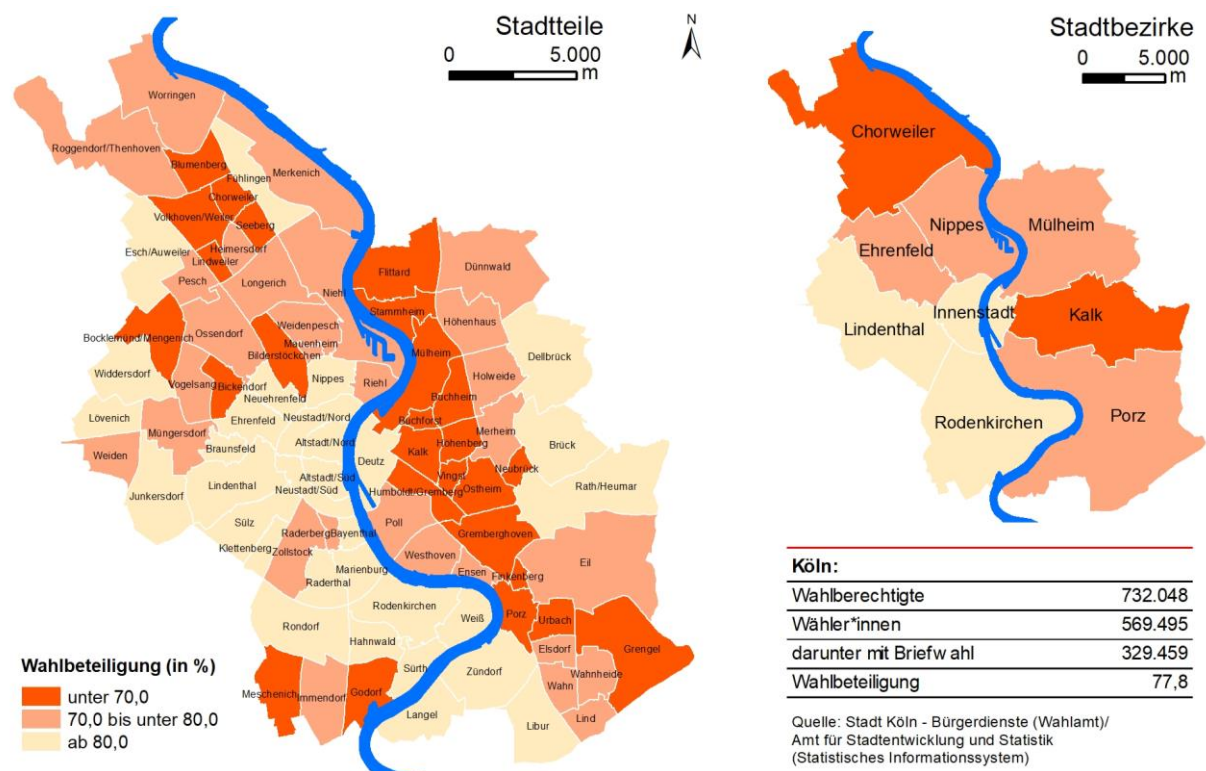 Stadtteile
0 5.000
m
N
Worringen
Roggendorf/Thenhoven
Blumenberg
Fühlingen
Merkenich
Chorweiler
Volkhoven/Weiler
Seeberg
Esch/Auweiler
Heimersdorf
Lindweiler
Pesch
Longerich
Niehl
Flittard
Dünnwald
Stammheim
Höhenhaus
Bocklemünd/Mengenich
Ossendorf
Weidenpesch
Mauenheim
Bilderstöckchen
Mülheim
Dellbrück
Widdersdorf
Vogelsang
Bickendorf
Nippes
Riehl
Holweide
Buchheim
Neuehrenfeld
Lövenich
Ehrenfeld
Neustadt/Nord
Buchforst
Merheim
Müngersdorf
Altstadt/Nord
Höhenberg
Brück
Weiden
Braunsfeld
Deutz
Kalk
Neubrück
Junkersdorf
Lindenthal
Altstadt/Süd
Neustadt/Süd
Vingst
Ostheim
Humboldt/Gremberg
Rath/Heumar
Sülz
Raderberg
Bayenthal
Poll
Gremberghoven
Klettenberg
Zollstock
Westhoven
Eil
Marienburg
Raderthal
Ensen
Finkenberg
Rodenkirchen
Rondorf
Weiß
Porz
Urbach
Hahnwald
Elsdorf
Grengel
Sürth
Zündorf
Wahn
Wahnheide
Meschenich
Immendorf
Godorf
Langel
Libur
Lind
Wahlbeteiligung (in %)
unter 70,0
70,0 bis unter 80,0
ab 80,0
Stadtbezirke
0 5.000
m
Chorweiler
Nippes
Mülheim
Ehrenfeld
Innenstadt
Kalk
Lindenthal
Rodenkirchen
Porz
Köln:
Wahlberechtigte 732.048
Wähler*innen 569.495
darunter mit Briefwahl 329.459
Wahlbeteiligung 77,8
Quelle: Stadt Köln - Bürgerdienste (Wahlamt)/
Amt für Stadtentwicklung und Statistik
(Statistisches Informationssystem)